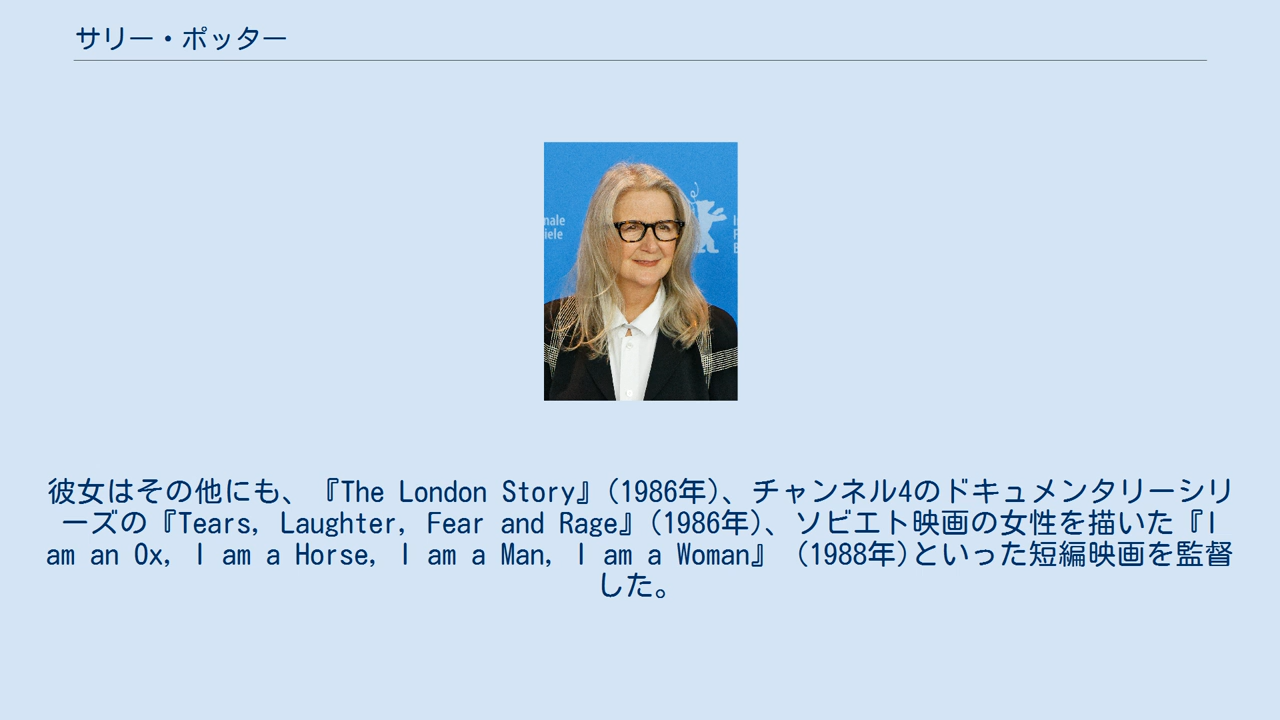 サリー・ポッター
nale
iele
彼女はその他にも、『The London Story』(1986年)、チャンネル4のドキュメンタリーシリ
ーズの『Tears, Laughter, Fear and Rage』(1986年)、ソビエト映画の女性を描いた『I
am an Ox, I am a Horse, I am a Man, I am a Woman』 (1988年)といった短編映画を監督
した。